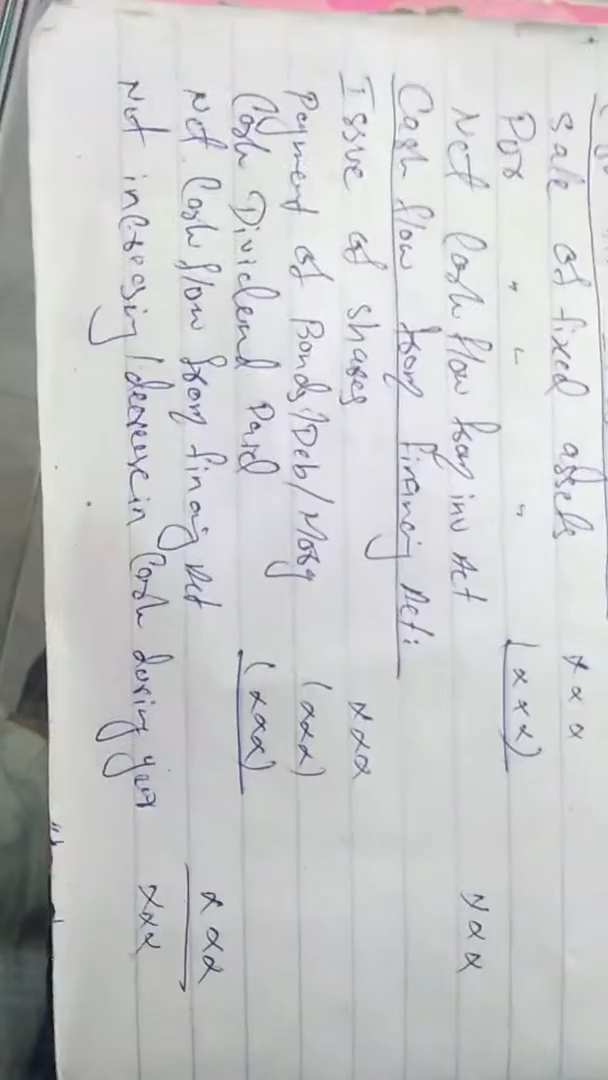 Sale of fixed assets xxx
Pur " " " (xxx)
Net Cash flow from inv Act xxx
Cash flow from financing Act:
Issue of shares xxx
Payment of Bonds/Deb/Morg (xxx)
Cash Dividend Paid (xxx)
Net Cash flow from financing Act xxx
Net increasing/decrease in Cash during year xxx